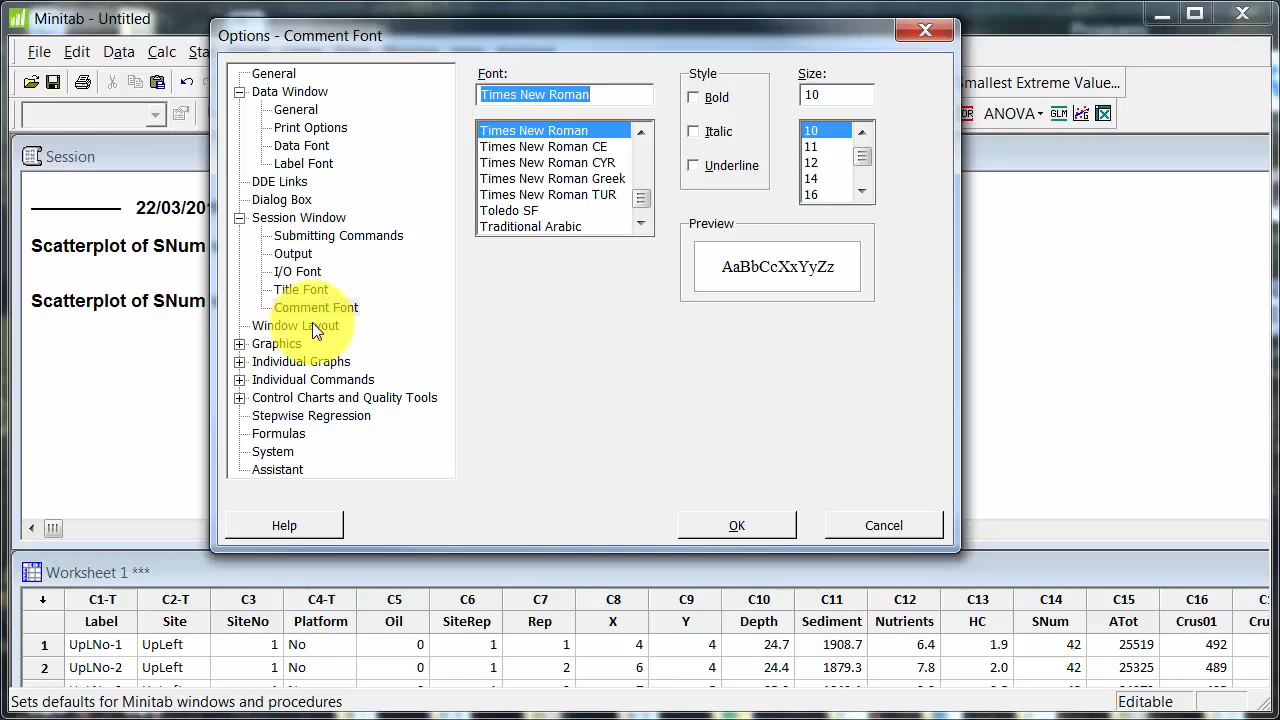 Minitab - Untitled
File Edit Data Calc Sta
Smallest Extreme Value...
ANOVA GLM
Session
22/03/20
Scatterplot of SNum
Scatterplot of SNum
Options - Comment Font
General
Data Window
General
Print Options
Data Font
Label Font
DDE Links
Dialog Box
Session Window
Submitting Commands
Output
I/O Font
Title Font
Comment Font
Window Layout
Graphics
Individual Graphs
Individual Commands
Control Charts and Quality Tools
Stepwise Regression
Formulas
System
Assistant
Font:
Times New Roman
Times New Roman
Times New Roman CE
Times New Roman CYR
Times New Roman Greek
Times New Roman TUR
Toledo SF
Traditional Arabic
Style
Bold
Italic
Underline
Size:
10
10
11
12
14
16
Preview
AaBbCcXxYyZz
Help OK Cancel
Worksheet 1 ***
C1-T C2-T C3 C4-T C5 C6 C7 C8 C9 C10 C11 C12 C13 C14 C15 C16
Label Site SiteNo Platform Oil SiteRep Rep X Y Depth Sediment Nutrients HC SNum ATot Crus01 Cru
1 UpLNo-1 UpLeft 1 No 0 1 1 4 4 24.7 1908.7 6.4 1.9 42 25519 492
2 UpLNo-2 UpLeft 1 No 0 1 2 6 4 24.4 1879.3 7.8 2.0 42 25325 489
Sets defaults for Minitab windows and procedures Editable